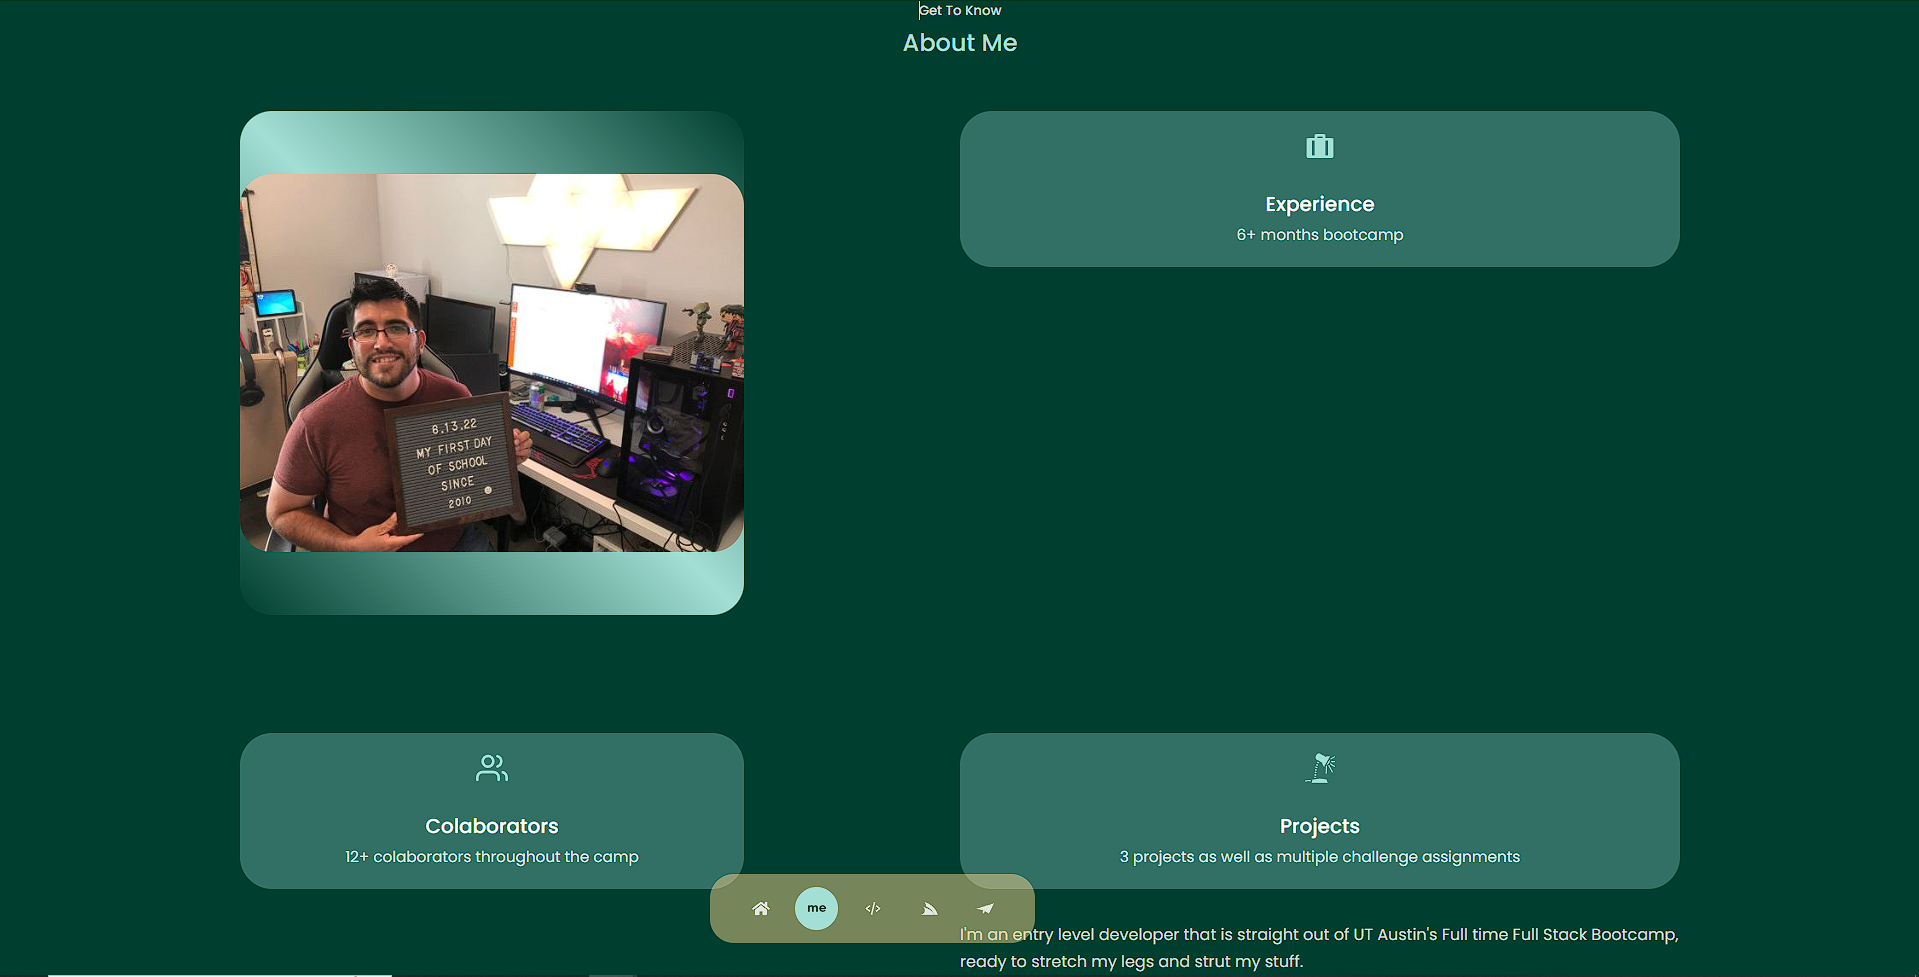 Get To Know
About Me
6.13.22
MY FIRST DAY
OF SCHOOL
SINCE
2010
Experience
6+ months bootcamp
Colaborators
12+ colaborators throughout the camp
Projects
3 projects as well as multiple challenge assignments
me
I'm an entry level developer that is straight out of UT Austin's Full time Full Stack Bootcamp,
ready to stretch my legs and strut my stuff.